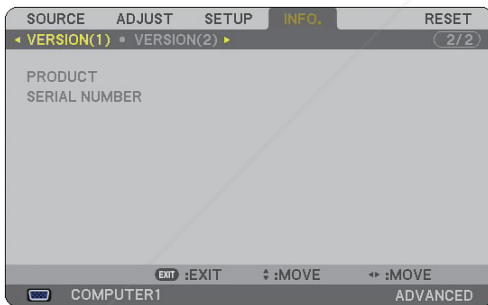 SOURCE ADJUST SETUP INFO. RESET
◂ VERSION(1) • VERSION(2) ▸ 2/2
PRODUCT
SERIAL NUMBER
EXIT :EXIT :MOVE :MOVE
COMPUTER1 ADVANCED